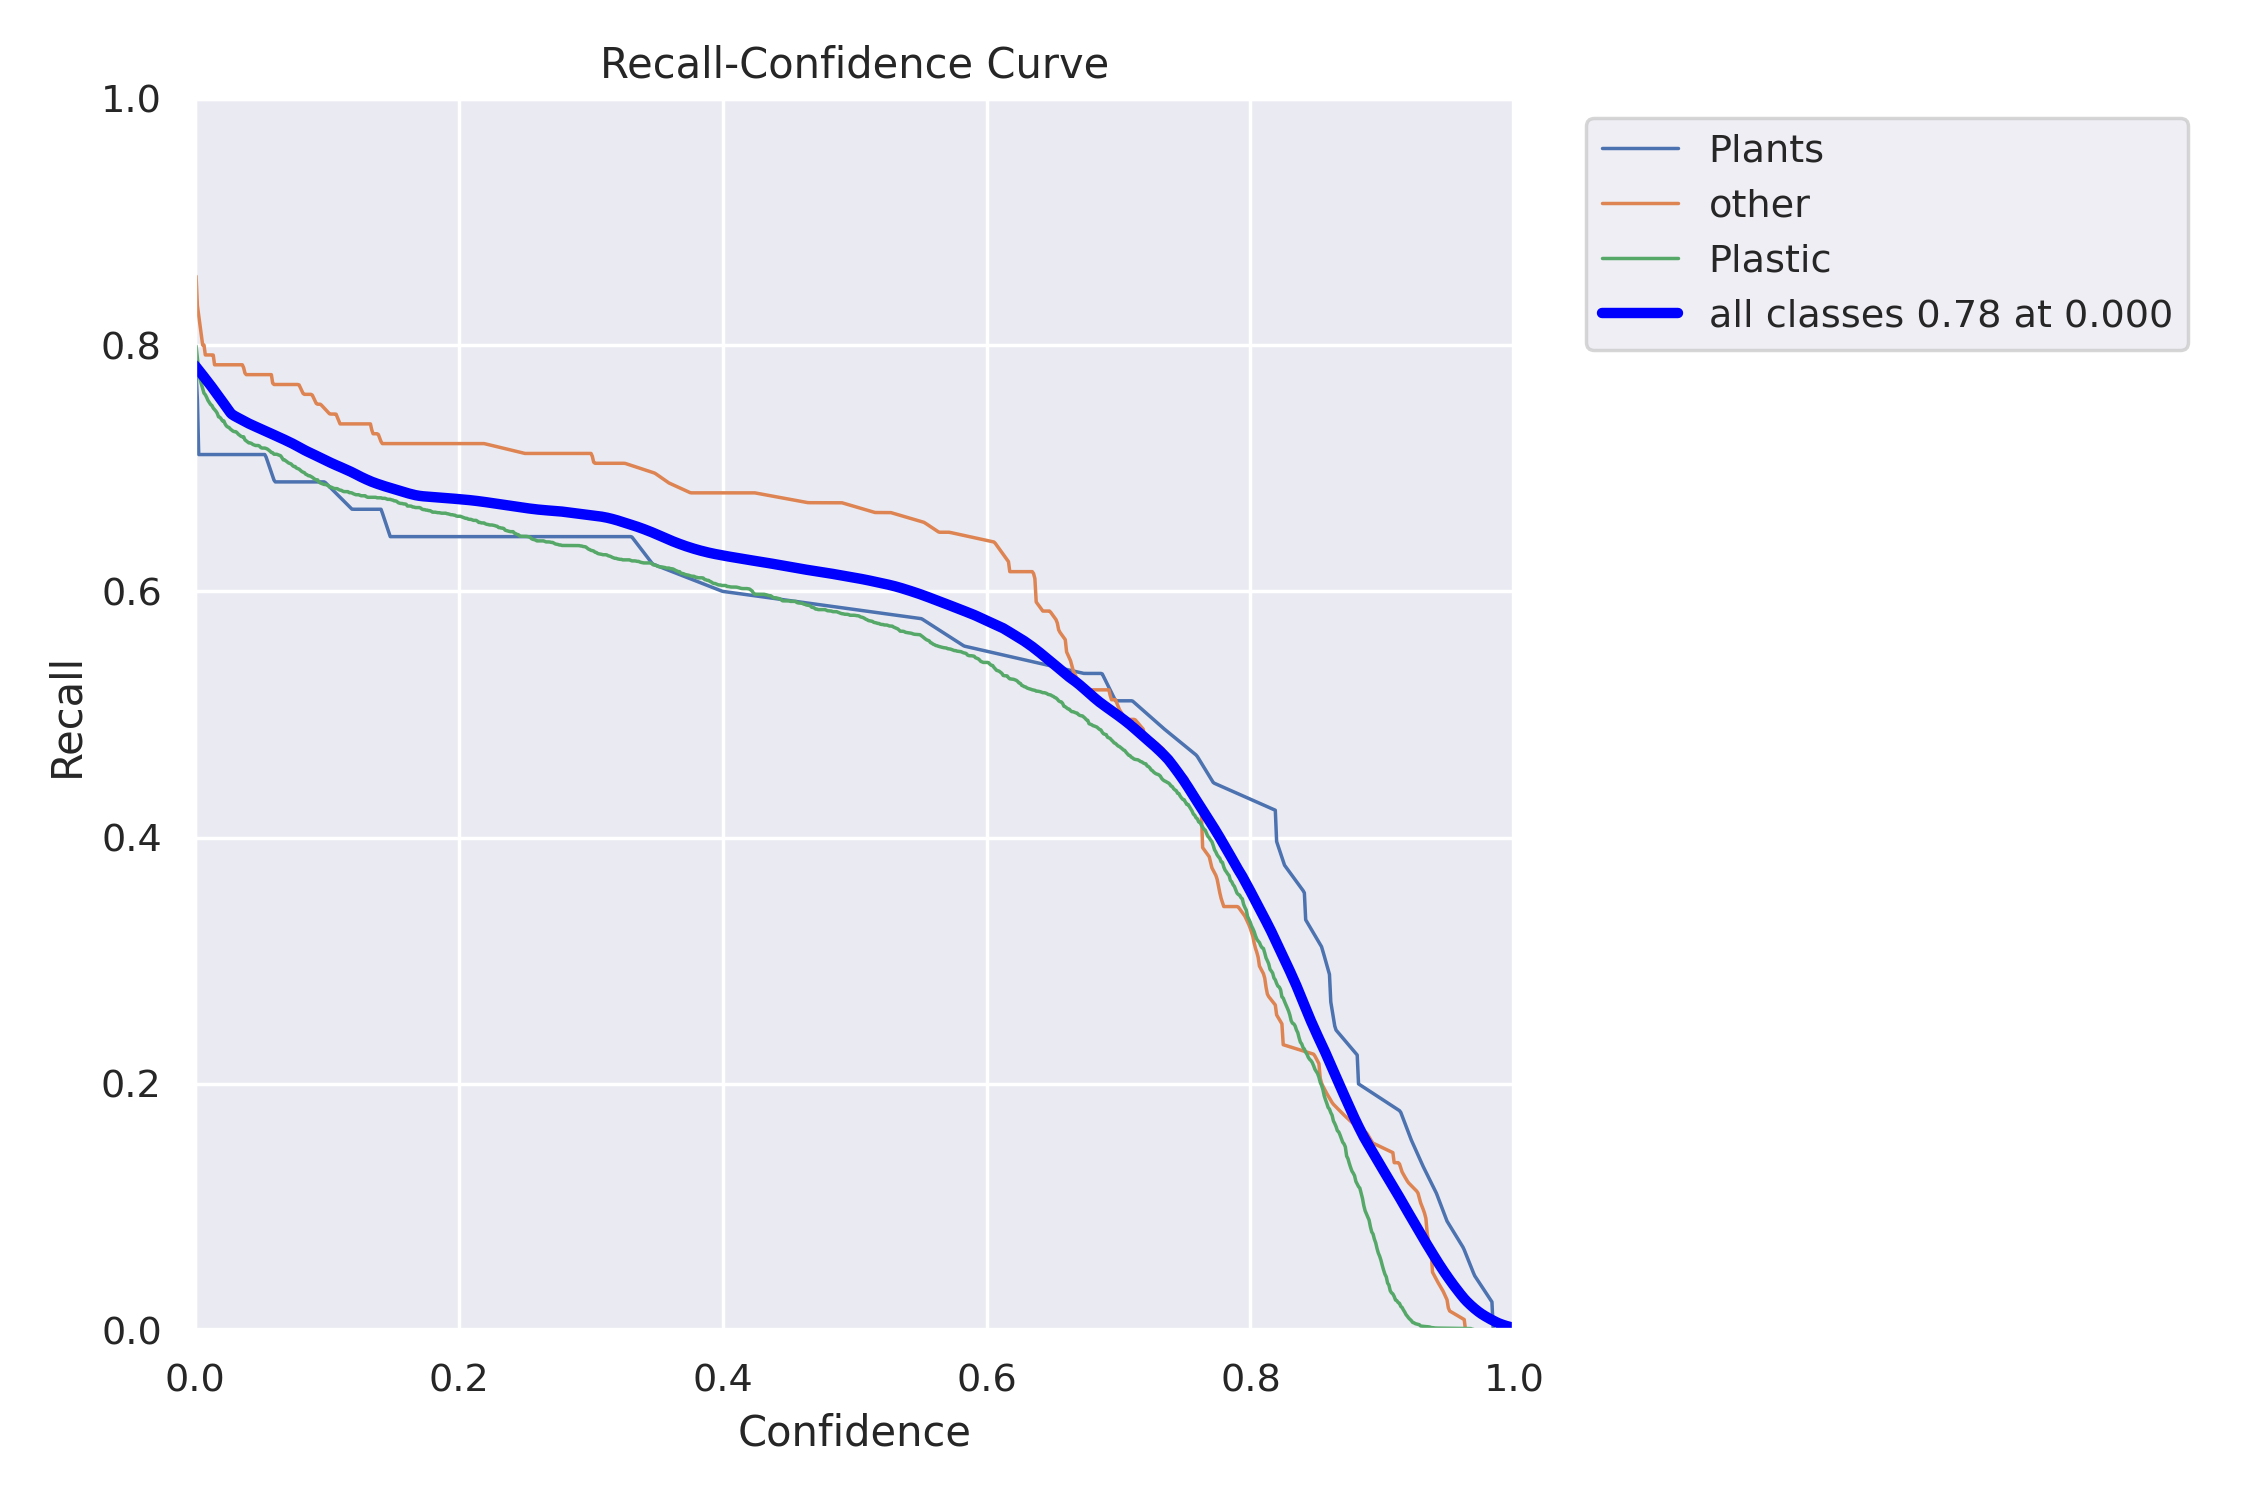 Recall-Confidence Curve
1.0
0.8
0.6
0.4
0.2
0.0
Recall
0.0 0.2 0.4 0.6 0.8 1.0
Confidence
Plants
other
Plastic
all classes 0.78 at 0.000